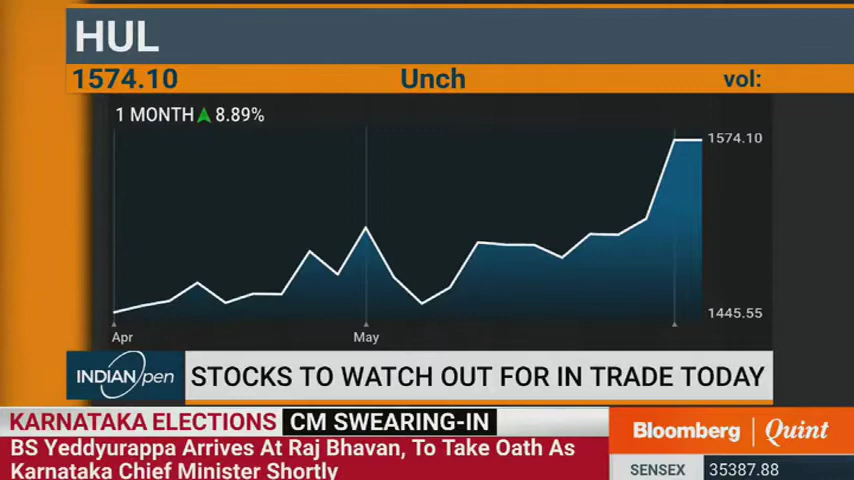 HUL
1574.10 Unch vol:
1 MONTH 8.89%
1574.10
1445.55
Apr May
INDIAN Open STOCKS TO WATCH OUT FOR IN TRADE TODAY
KARNATAKA ELECTIONS CM SWEARING-IN
BS Yeddyurappa Arrives At Raj Bhavan, To Take Oath As
Karnataka Chief Minister Shortly
Bloomberg | Quint
SENSEX 35387.88